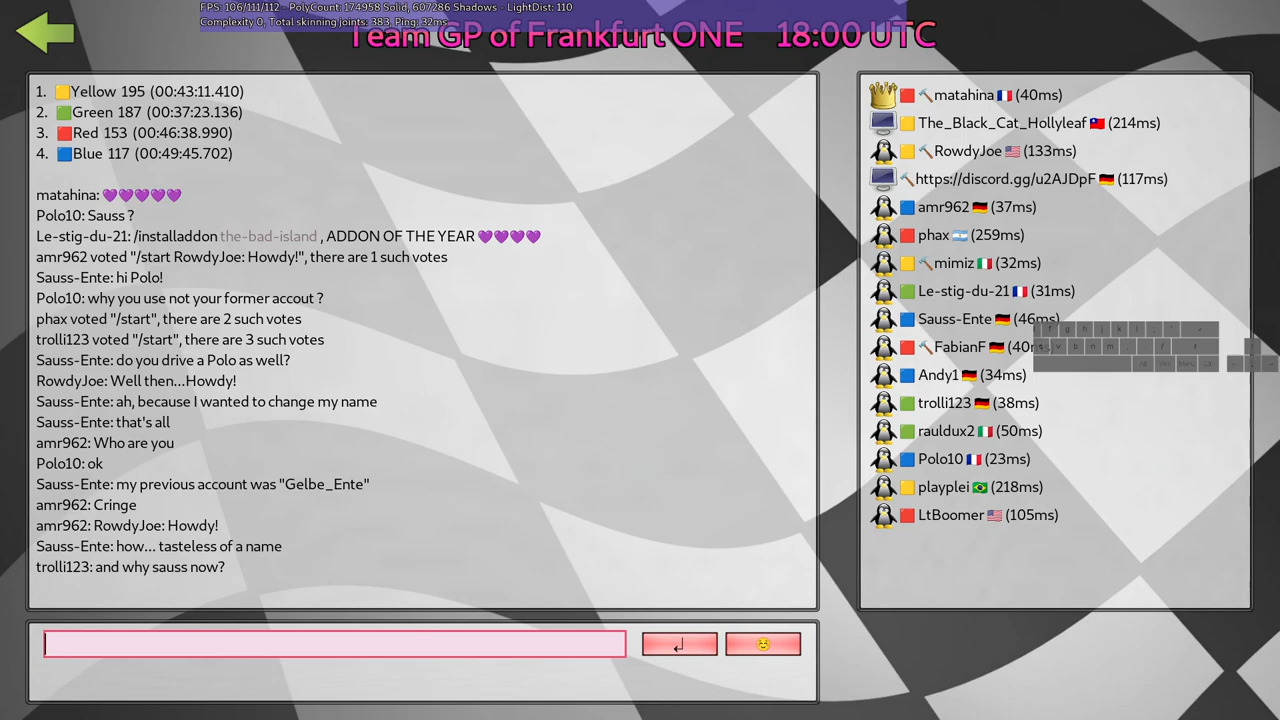 FPS: 106/111/112 - PolyCount: 174958 Solid, 607286 Shadows - LightDist: 110
Complexity 0, Total skinning joints: 383, Ping: 32ms
Team GP of Frankfurt ONE 18:00 UTC
1. 🟨Yellow 195 (00:43:11.410)
2. 🟩Green 187 (00:37:23.136)
3. 🟥Red 153 (00:46:38.990)
4. 🟦Blue 117 (00:49:45.702)
matahina: 💜💜💜💜💜
Polo10: Sauss ?
Le-stig-du-21: /installaddon the-bad-island , ADDON OF THE YEAR 💜💜💜💜
amr962 voted "/start RowdyJoe: Howdy!", there are 1 such votes
Sauss-Ente: hi Polo!
Polo10: why you use not your former accout ?
phax voted "/start", there are 2 such votes
trolli123 voted "/start", there are 3 such votes
Sauss-Ente: do you drive a Polo as well?
RowdyJoe: Well then...Howdy!
Sauss-Ente: ah, because I wanted to change my name
Sauss-Ente: that's all
amr962: Who are you
Polo10: ok
Sauss-Ente: my previous account was "Gelbe_Ente"
amr962: Cringe
amr962: RowdyJoe: Howdy!
Sauss-Ente: how... tasteless of a name
trolli123: and why sauss now?
🟥 🔨matahina 🇫🇷 (40ms)
🟨 The_Black_Cat_Hollyleaf 🇹🇼 (214ms)
🟨 🔨RowdyJoe 🇺🇸 (133ms)
🔨https://discord.gg/u2AJDpF 🇩🇪 (117ms)
🟦 amr962 🇩🇪 (37ms)
🟥 phax 🇦🇷 (259ms)
🟨 🔨mimiz 🇮🇹 (32ms)
🟩 Le-stig-du-21 🇫🇷 (31ms)
🟦 Sauss-Ente 🇩🇪 (46ms)
🟥 🔨FabianF 🇩🇪 (40ms)
🟦 Andy1 🇩🇪 (34ms)
🟩 trolli123 🇩🇪 (38ms)
🟩 rauldux2 🇮🇹 (50ms)
🟦 Polo10 🇫🇷 (23ms)
🟨 playplei 🇧🇷 (218ms)
🟥 LtBoomer 🇺🇸 (105ms)
f g h j k l
v b n m